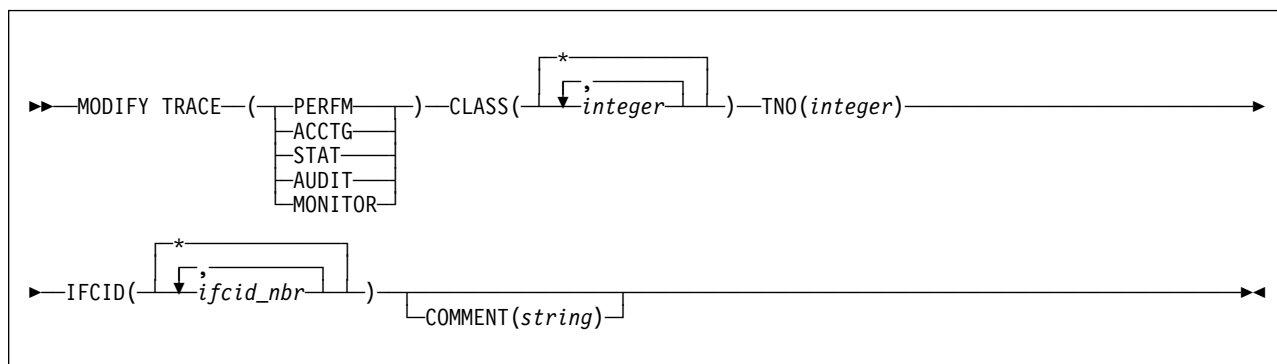 *
,
MODIFY TRACE ( PERFM ) CLASS( integer ) TNO(integer)
ACCTG
STAT
AUDIT
MONITOR
*
,
IFCID( ifcid_nbr )
COMMENT(string)